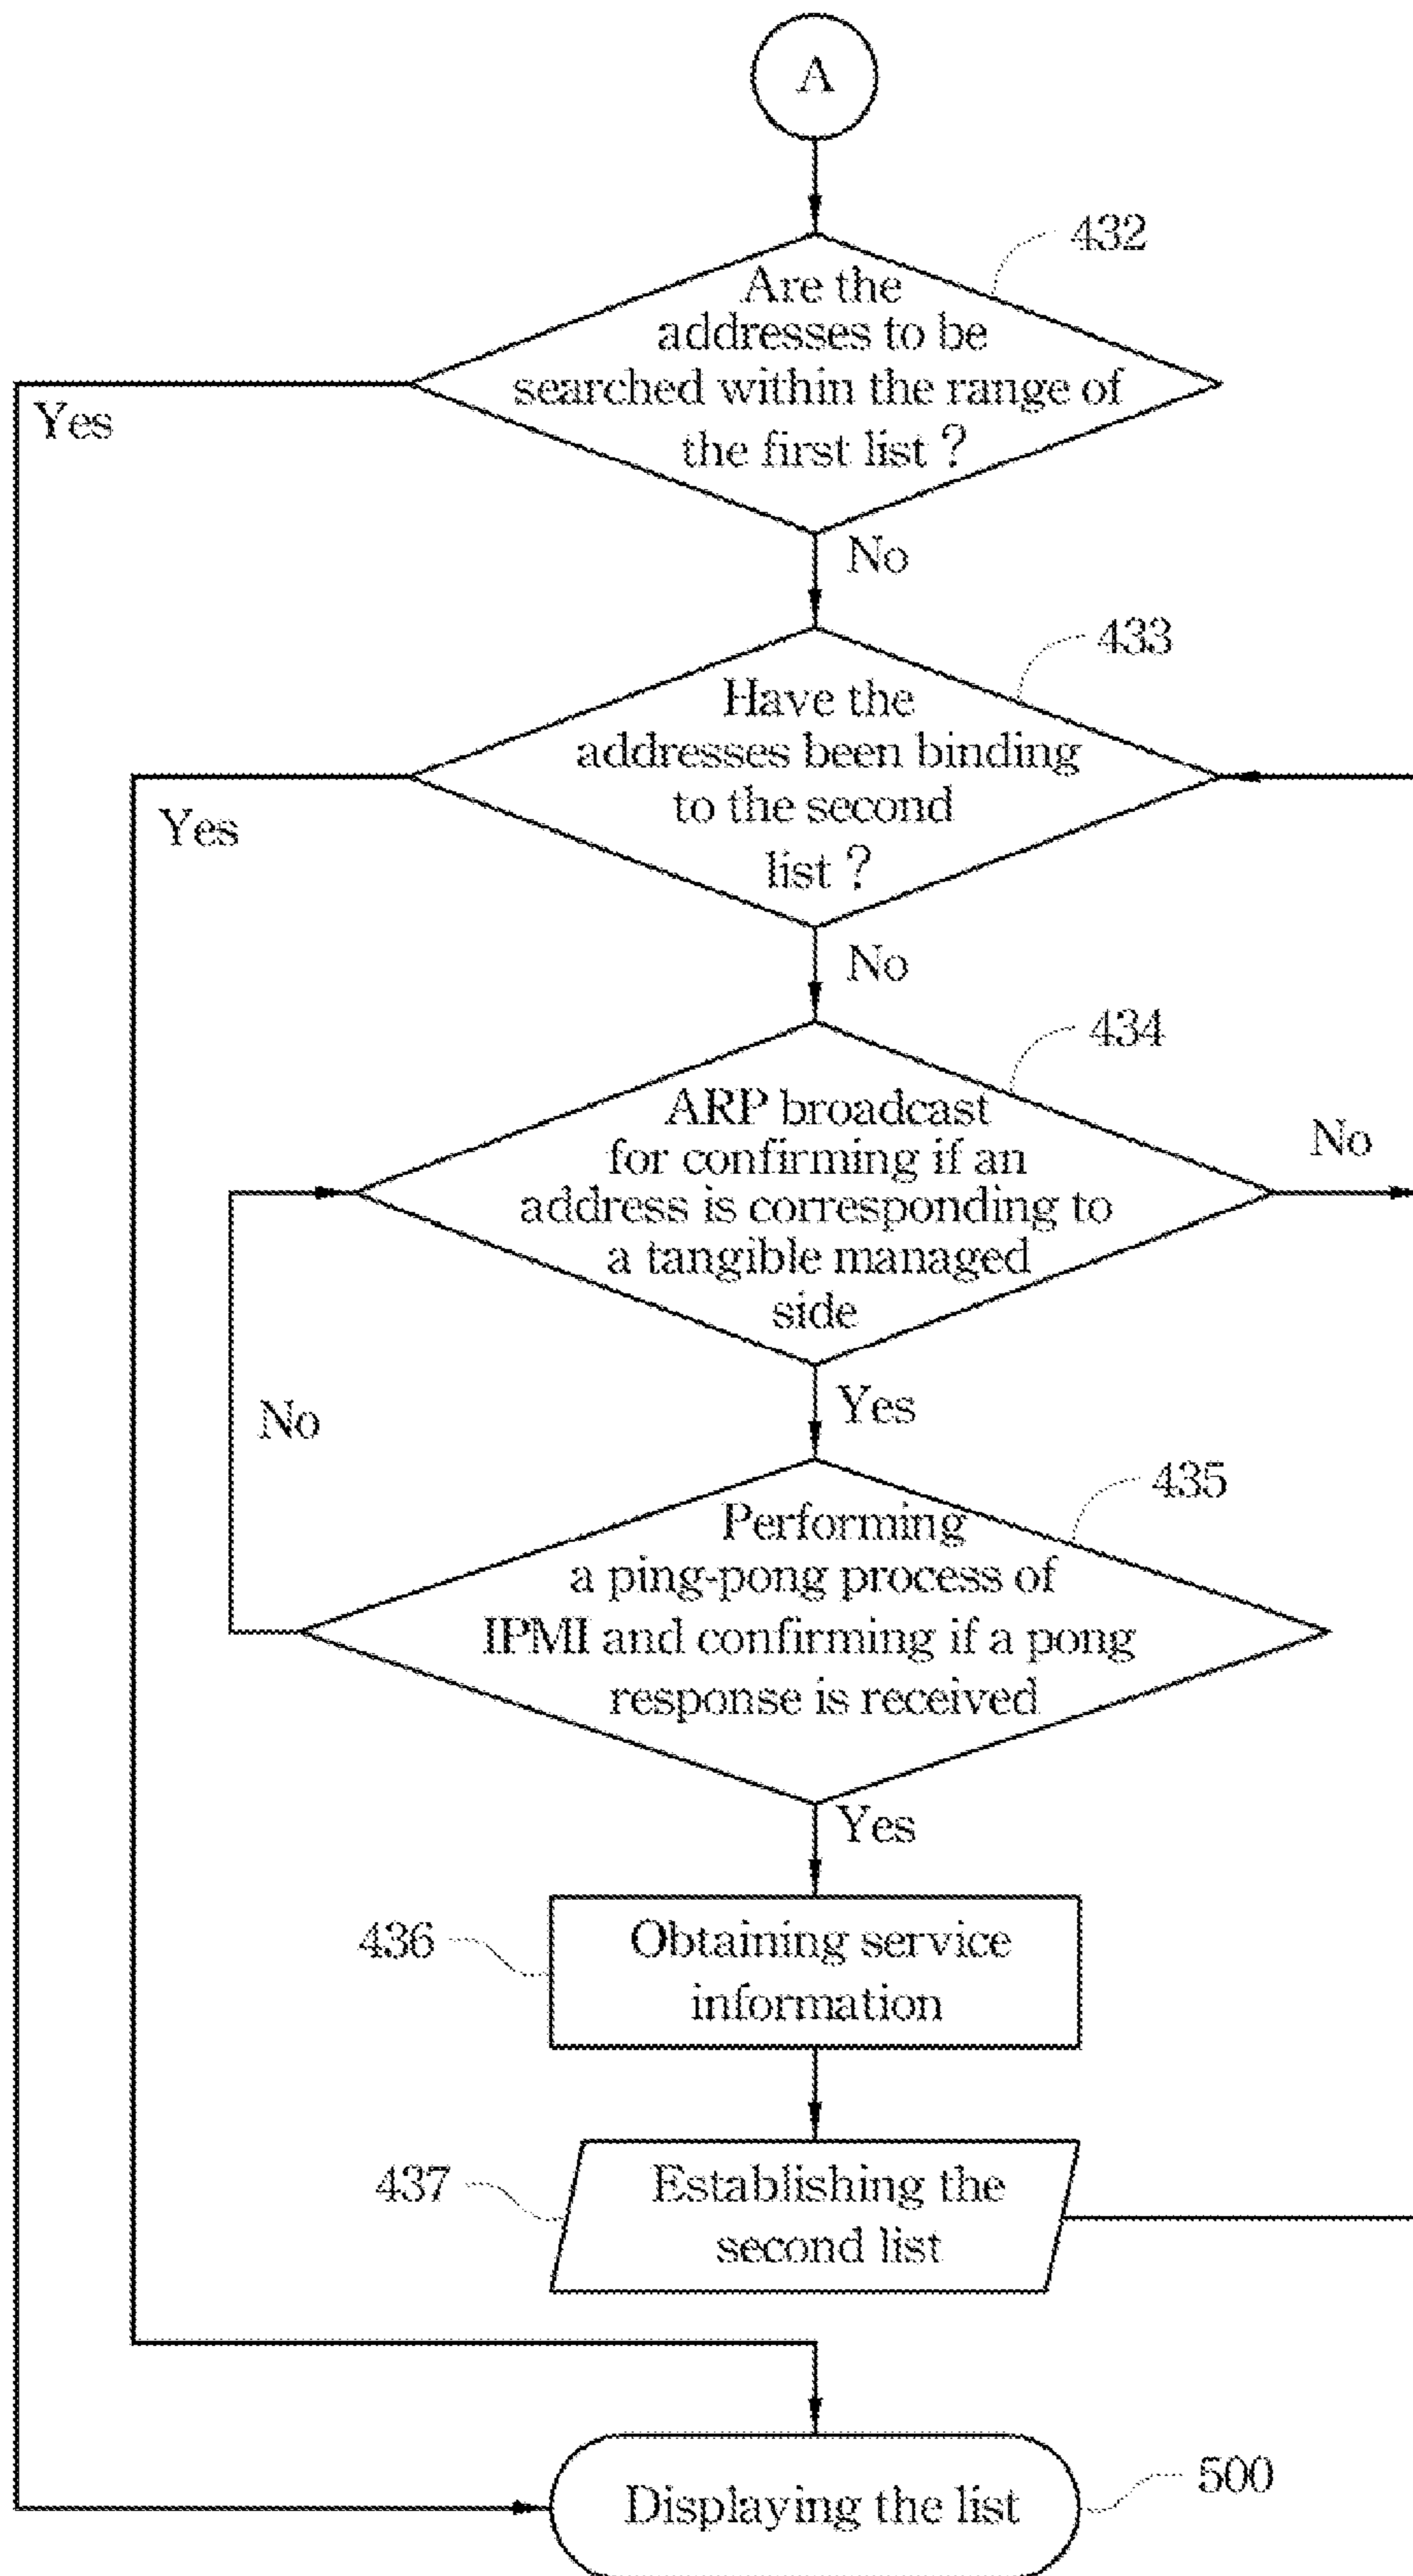 A
432
Are the
addresses to be
searched within the range of
the first list ?
Yes
No
433
Have the
addresses been binding
to the second
list ?
Yes
No
434
ARP broadcast
for confirming if an
address is corresponding to
a tangible managed
side
No
Yes
No
435
Performing
a ping-pong process of
IPMI and confirming if a pong
response is received
Yes
436
Obtaining service
information
437
Establishing the
second list
500
Displaying the list